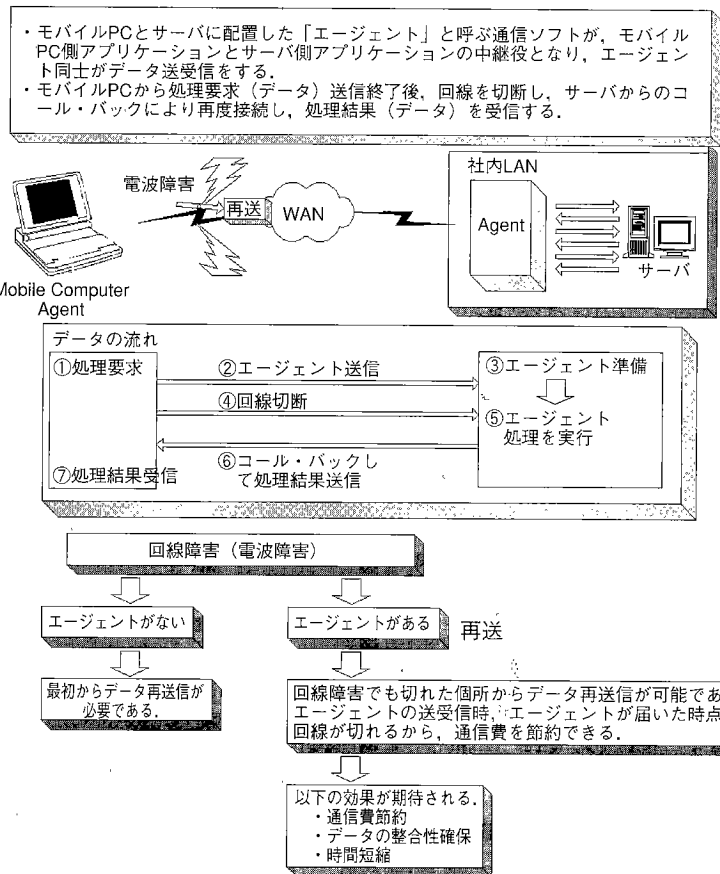 ・モバイルPCとサーバに配置した「エージェント」と呼ぶ通信ソフトが，モバイル
PC側アプリケーションとサーバ側アプリケーションの中継役となり，エージェン
ト同士がデータ送受信をする．
・モバイルPCから処理要求（データ）送信終了後，回線を切断し，サーバからのコ
ール・バックにより再度接続し，処理結果（データ）を受信する．
電波障害
再送
WAN
社内LAN
Agent
サーバ
Mobile Computer
Agent
データの流れ
①処理要求
②エージェント送信
③エージェント準備
④回線切断
⑤エージェント
処理を実行
⑥コール・バックし
て処理結果送信
⑦処理結果受信
回線障害（電波障害）
エージェントがない
エージェントがある
再送
最初からデータ再送信が
必要である．
回線障害でも切れた個所からデータ再送信が可能であ
エージェントの送受信時，エージェントが届いた時点
回線が切れるから，通信費を節約できる．
以下の効果が期待される．
・通信費節約
・データの整合性確保
・時間短縮